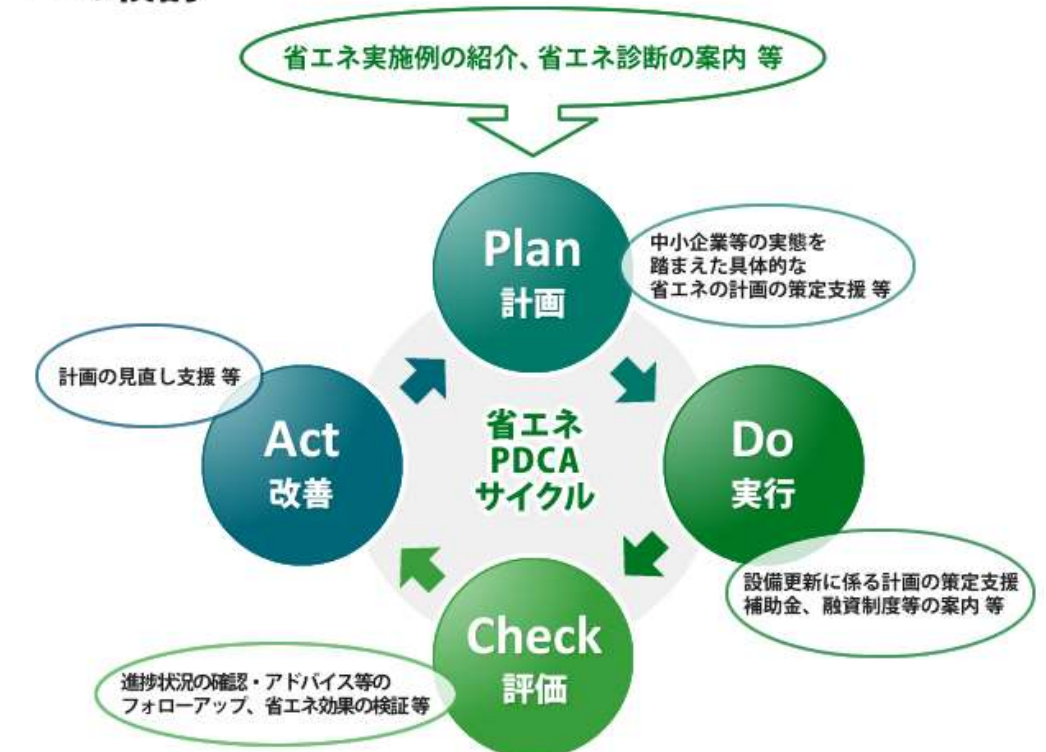 省エネ実施例の紹介、省エネ診断の案内 等
Plan
計画
中小企業等の実態を
踏まえた具体的な
省エネの計画の策定支援 等
計画の見直し支援 等
Act
改善
省エネ
PDCA
サイクル
Do
実行
設備更新に係る計画の策定支援
補助金、融資制度等の案内 等
Check
評価
進捗状況の確認・アドバイス等の
フォローアップ、省エネ効果の検証 等